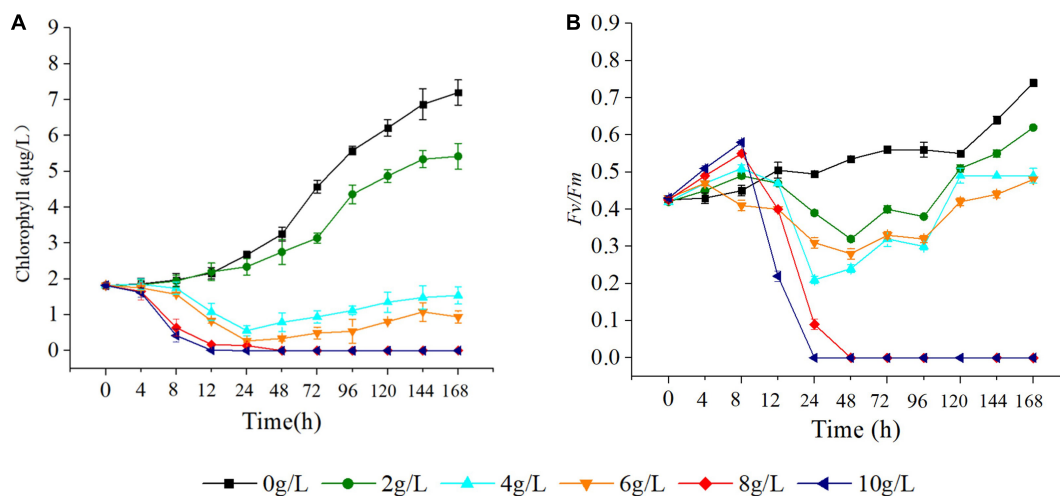 A
9
8
7
6
5
4
3
2
1
0
Chlorophyll a(μg/L）
0 4 8 12 24 48 72 96 120 144 168
Time(h)
B
0.9
0.8
0.7
0.6
0.5
0.4
0.3
0.2
0.1
0.0
Fv/Fm
0 4 8 12 24 48 72 96 120 144 168
Time (h)
0g/L 2g/L 4g/L 6g/L 8g/L 10g/L